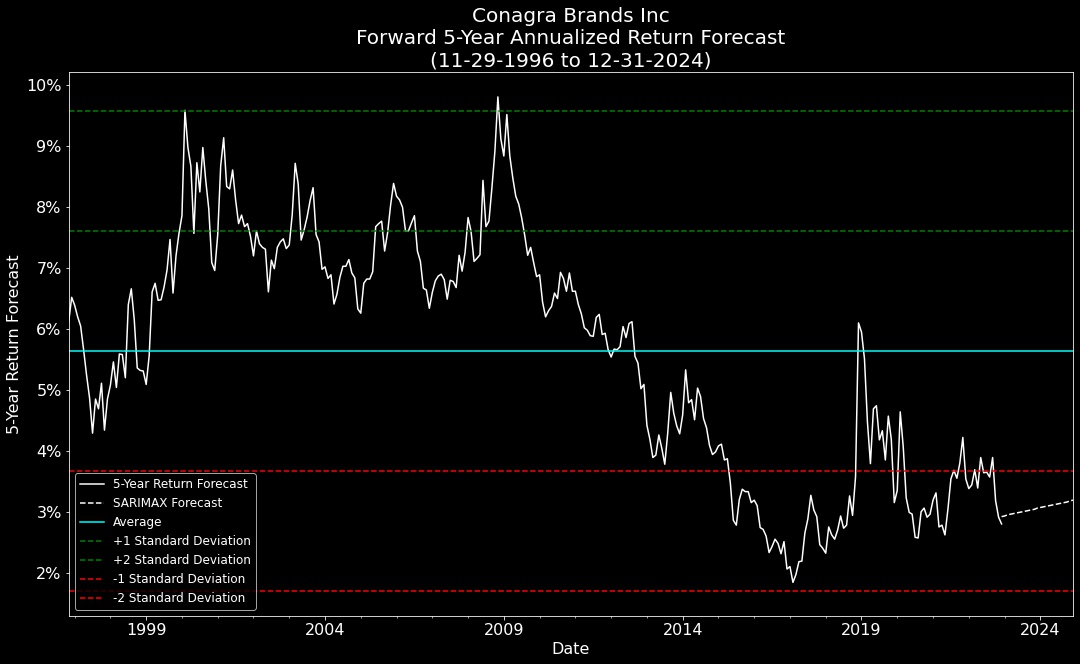 Conagra Brands Inc
Forward 5-Year Annualized Return Forecast
(11-29-1996 to 12-31-2024)
5-Year Return Forecast
10%
9%
8%
7%
6%
5%
4%
3%
2%
5-Year Return Forecast
SARIMAX Forecast
Average
+1 Standard Deviation
+2 Standard Deviation
-1 Standard Deviation
-2 Standard Deviation
1999 2004 2009 2014 2019 2024
Date